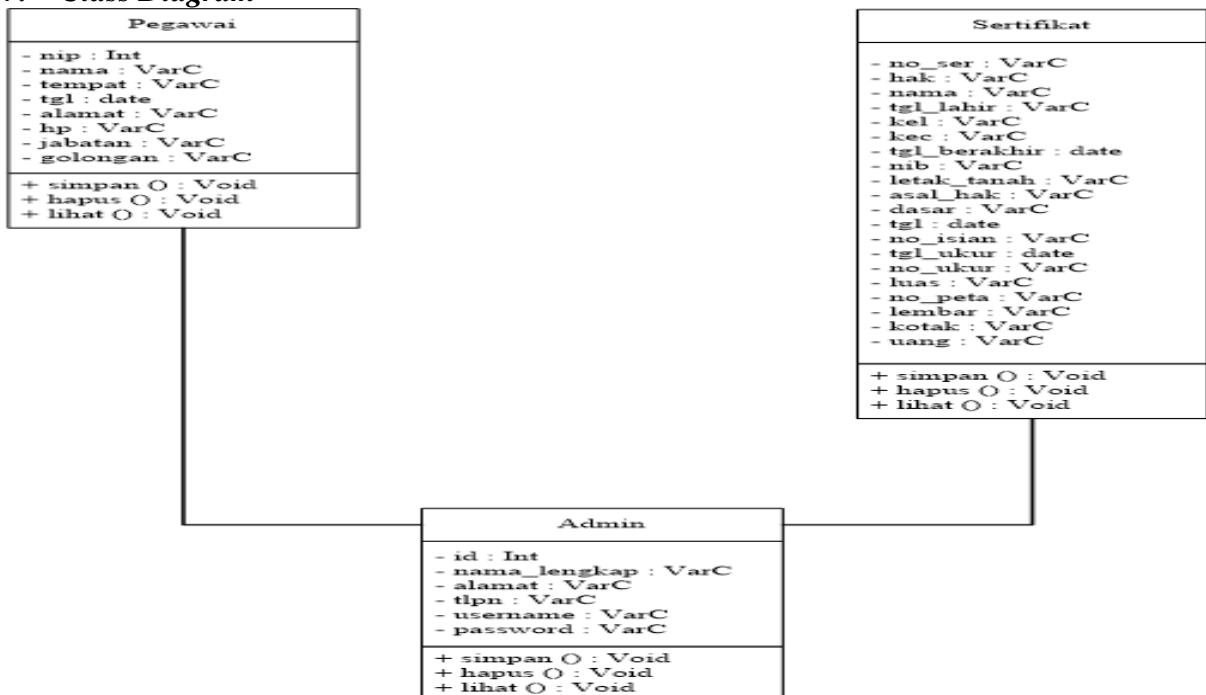 Class Diagram
Pegawai
- nip : Int
- nama : VarC
- tempat : VarC
- tgl : date
- alamat : VarC
- hp : VarC
- jabatan : VarC
- golongan : VarC
+ simpan () : Void
+ hapus () : Void
+ lihat () : Void
Sertifikat
- no_ser : VarC
- hak : VarC
- nama : VarC
- tgl_lahir : VarC
- kel : VarC
- kec : VarC
- tgl_berakhir : date
- nib : VarC
- letak_tanah : VarC
- asal_hak : VarC
- dasar : VarC
- tgl : date
- no_isian : VarC
- tgl_ukur : date
- no_ukur : VarC
- luas : VarC
- no_peta : VarC
- lembar : VarC
- kotak : VarC
- uang : VarC
+ simpan () : Void
+ hapus () : Void
+ lihat () : Void
Admin
- id : Int
- nama_lengkap : VarC
- alamat : VarC
- tlpn : VarC
- username : VarC
- password : VarC
+ simpan () : Void
+ hapus () : Void
+ lihat () : Void